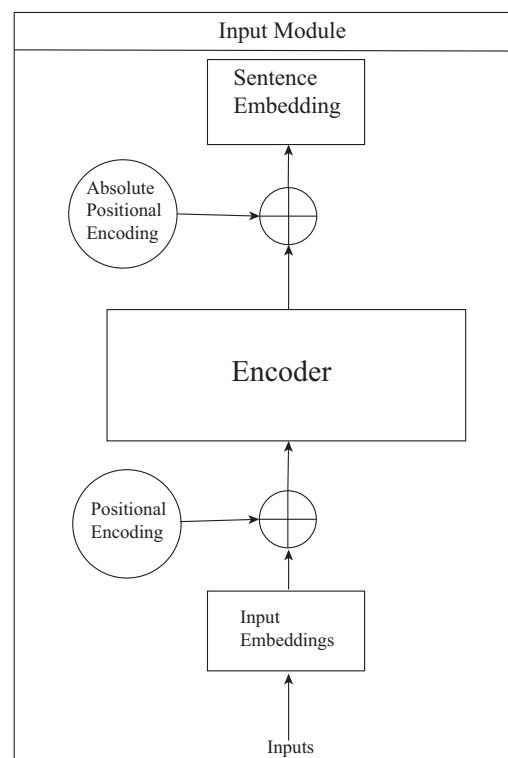 Input Module
Sentence
Embedding
Absolute
Positional
Encoding
Encoder
Positional
Encoding
Input
Embeddings
Inputs